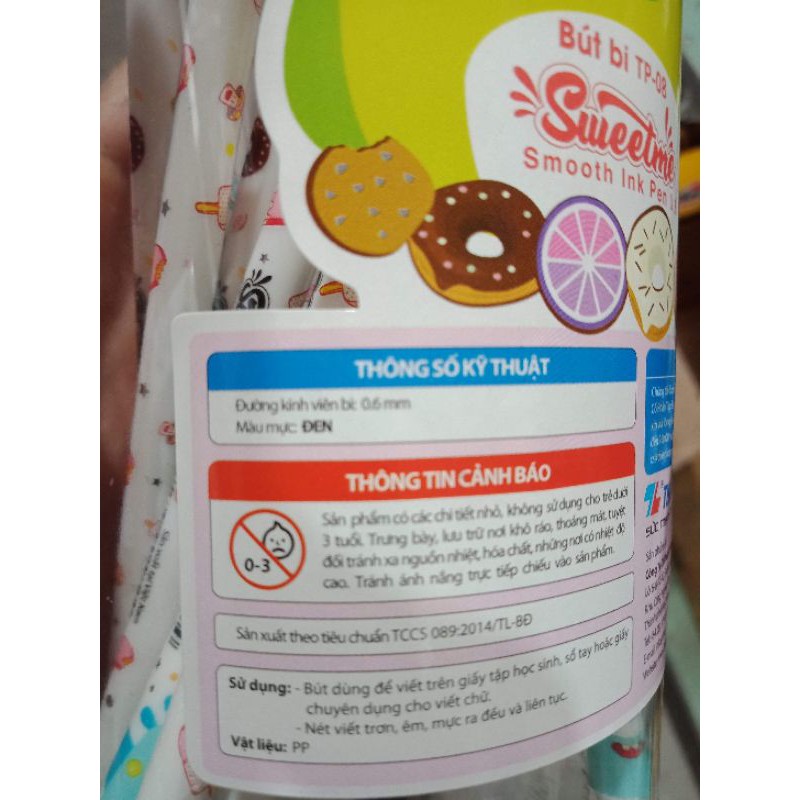 Bút bi TP-08
Sweetme
Smooth Ink Pen
THÔNG SỐ KỸ THUẬT
Đường kính viên bi: 0.6 mm
Màu mực: ĐEN
THÔNG TIN CẢNH BÁO
0-3
Sản phẩm có các chi tiết nhỏ, không sử dụng cho trẻ dưới
3 tuổi. Trưng bày, lưu trữ nơi khô ráo, thoáng mát, tuyệt
đối tránh xa nguồn nhiệt, hóa chất, những nơi có nhiệt độ
cao. Tránh ánh nắng trực tiếp chiếu vào sản phẩm.
Sản xuất theo tiêu chuẩn TCCS 089:2014/TL-BĐ
Sử dụng: - Bút dùng để viết trên giấy tập học sinh, sổ tay hoặc giấy
chuyên dụng cho viết chữ.
- Nét viết trơn, êm, mực ra đều và liên tục.
Vật liệu: PP